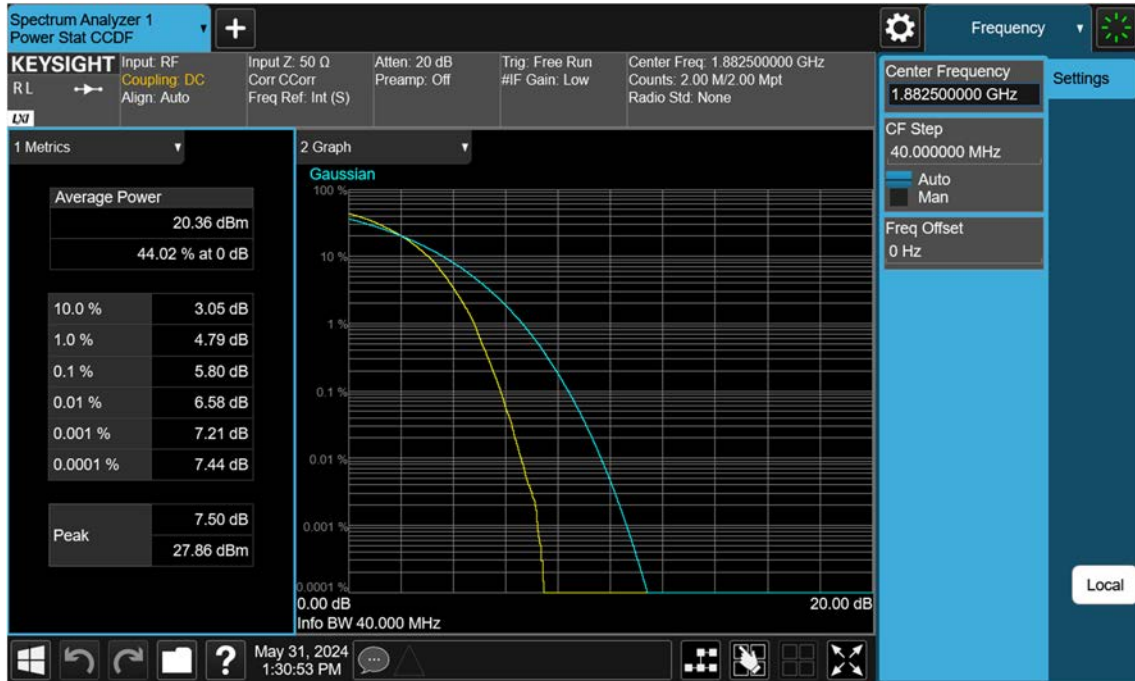 Spectrum Analyzer 1
Power Stat CCDF
+
Frequency
KEYSIGHT
R L
LXI
Input: RF
Coupling: DC
Align: Auto
Input Z: 50 Ω
Corr CCorr
Freq Ref: Int (S)
Atten: 20 dB
Preamp: Off
Trig: Free Run
#IF Gain: Low
Center Freq: 1.882500000 GHz
Counts: 2.00 M/2.00 Mpt
Radio Std: None
Center Frequency
1.882500000 GHz
Settings
CF Step
40.000000 MHz
Auto
Man
Freq Offset
0 Hz
1 Metrics
Average Power
20.36 dBm
44.02 % at 0 dB
10.0 % 3.05 dB
1.0 % 4.79 dB
0.1 % 5.80 dB
0.01 % 6.58 dB
0.001 % 7.21 dB
0.0001 % 7.44 dB
Peak
7.50 dB
27.86 dBm
2 Graph
Gaussian
100 %
10 %
1 %
0.1 %
0.01 %
0.001 %
0.0001 %
0.00 dB 20.00 dB
Info BW 40.000 MHz
Local
?
May 31, 2024
1:30:53 PM